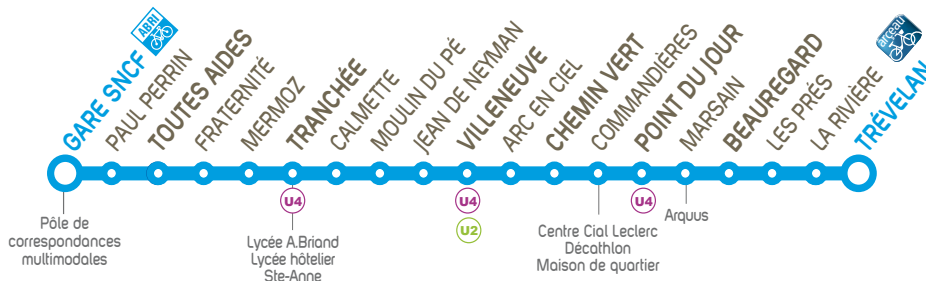 GARE SNCF
ABRI
PAUL PERRIN
TOUTES AIDES
FRATERNITÉ
MERMOZ
TRANCHÉE
CALMETTE
MOULIN DU PÉ
JEAN DE NEYMAN
VILLENEUVE
ARC EN CIEL
CHEMIN VERT
COMMANDIÈRES
POINT DU JOUR
MARSAIN
BEAUREGARD
LES PRÉS
LA RIVIÈRE
TRÉVELAN
arceau
Pôle de
correspondances
multimodales
U4
Lycée A.Briand
Lycée hôtelier
Ste-Anne
U4
U2
Centre Cial Leclerc
Décathlon
Maison de quartier
U4
Arquus